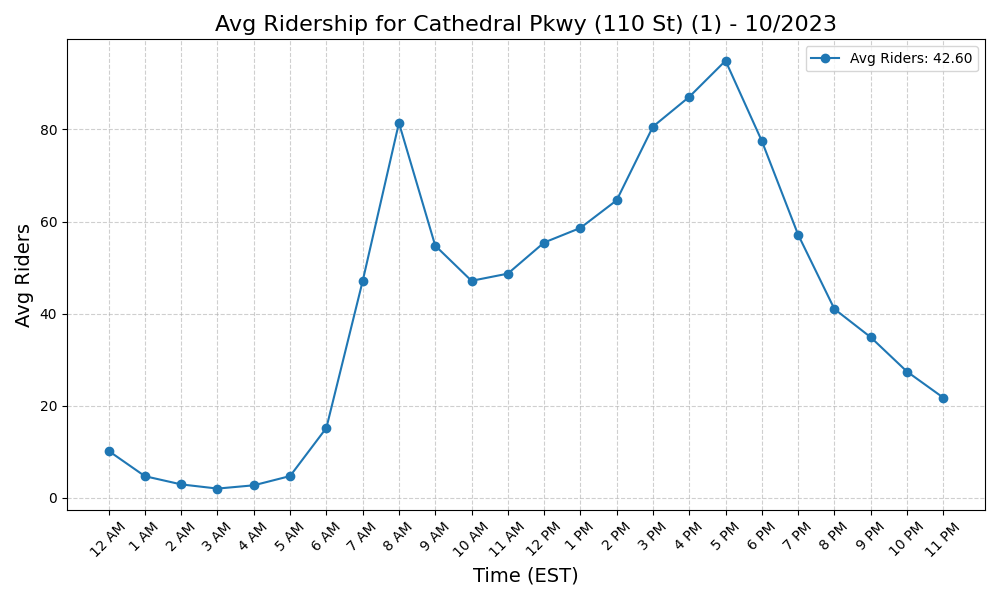 Avg Ridership for Cathedral Pkwy (110 St) (1) - 10/2023
Avg Riders: 42.60
Avg Riders
80
60
40
20
0
12 AM
1 AM
2 AM
3 AM
4 AM
5 AM
6 AM
7 AM
8 AM
9 AM
10 AM
11 AM
12 PM
1 PM
2 PM
3 PM
4 PM
5 PM
6 PM
7 PM
8 PM
9 PM
10 PM
11 PM
Time (EST)